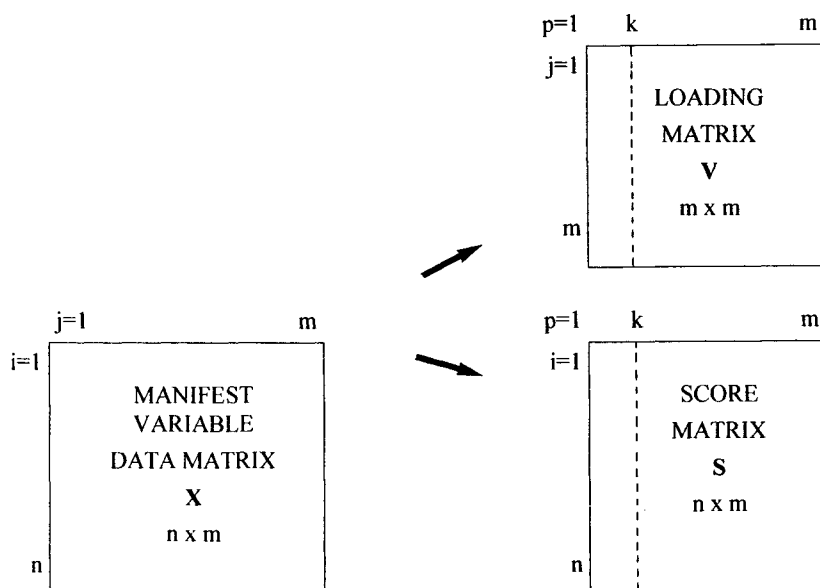 p=1 k m
j=1
LOADING
MATRIX
V
m x m
m
j=1 m
i=1
MANIFEST
VARIABLE
DATA MATRIX
X
n x m
n
p=1 k m
i=1
SCORE
MATRIX
S
n x m
n